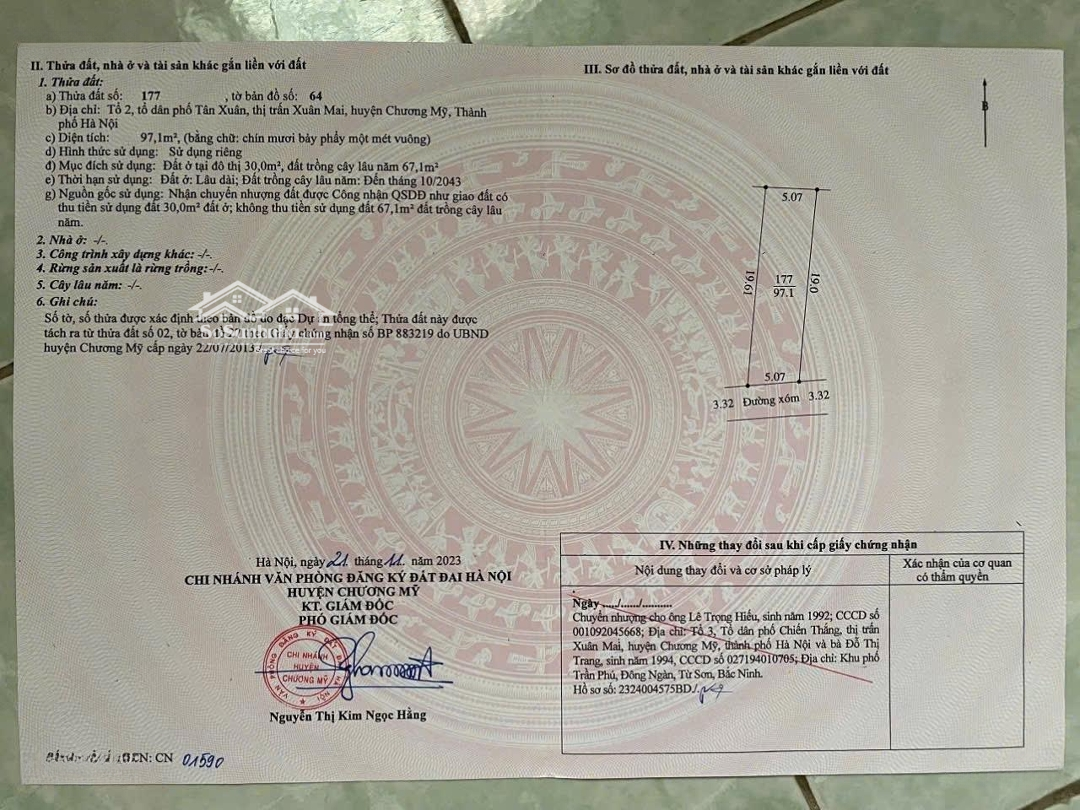 II. Thửa đất, nhà ở và tài sản khác gắn liền với đất
1. Thửa đất:
a) Thửa đất số: 177 , tờ bản đồ số: 64
b) Địa chỉ: Tổ 2, tổ dân phố Tân Xuân, thị trấn Xuân Mai, huyện Chương Mỹ, Thành
phố Hà Nội
c) Diện tích: 97,1m², (bằng chữ: chín mươi bảy phẩy một mét vuông)
d) Hình thức sử dụng: Sử dụng riêng
đ) Mục đích sử dụng: Đất ở tại đô thị 30,0m², đất trồng cây lâu năm 67,1m²
e) Thời hạn sử dụng: Đất ở: Lâu dài; Đất trồng cây lâu năm: Đến tháng 10/2043
g) Nguồn gốc sử dụng: Nhận chuyển nhượng đất được Công nhận QSDĐ như giao đất có
thu tiền sử dụng đất 30,0m² đất ở; không thu tiền sử dụng đất 67,1m² đất trồng cây lâu
năm.
2. Nhà ở: -/-.
3. Công trình xây dựng khác: -/-.
4. Rừng sản xuất là rừng trồng:-/-.
5. Cây lâu năm: -/-.
6. Ghi chú:
Số tờ, số thửa được xác định theo bản đồ đo đạc Dự án tổng thể; Thửa đất này được
tách ra từ thửa đất số 02, tờ bản đồ Giấy chứng nhận số BP 883219 do UBND
huyện Chương Mỹ cấp ngày 22/07/2013./
Hà Nội, ngày 21 tháng 11 năm 2023
CHI NHÁNH VĂN PHÒNG ĐĂNG KÝ ĐẤT ĐAI HÀ NỘI
HUYỆN CHƯƠNG MỸ
KT. GIÁM ĐỐC
PHÓ GIÁM ĐỐC
CHI NHÁNH
HUYỆN
CHƯƠNG MỸ
Nguyễn Thị Kim Ngọc Hằng
CN: CN 01590
III. Sơ đồ thửa đất, nhà ở và tài sản khác gắn liền với đất
B
5.07
19.61
177
97.1
19.0
5.07
3.32 Đường xóm 3.32
IV. Những thay đổi sau khi cấp giấy chứng nhận
Nội dung thay đổi và cơ sở pháp lý
Xác nhận của cơ quan
có thẩm quyền
Ngày ...../....../..........
Chuyển nhượng cho ông Lê Trọng Hiếu, sinh năm 1992; CCCD số
001092045668; Địa chỉ: Tổ 3, Tổ dân phố Chiến Thắng, thị trấn
Xuân Mai, huyện Chương Mỹ, thành phố Hà Nội và bà Đỗ Thị
Trang, sinh năm 1994, CCCD số 027194010705; Địa chỉ: Khu phố
Trần Phú, Đông Ngàn, Từ Sơn, Bắc Ninh.
Hồ sơ số: 2324004575BD./